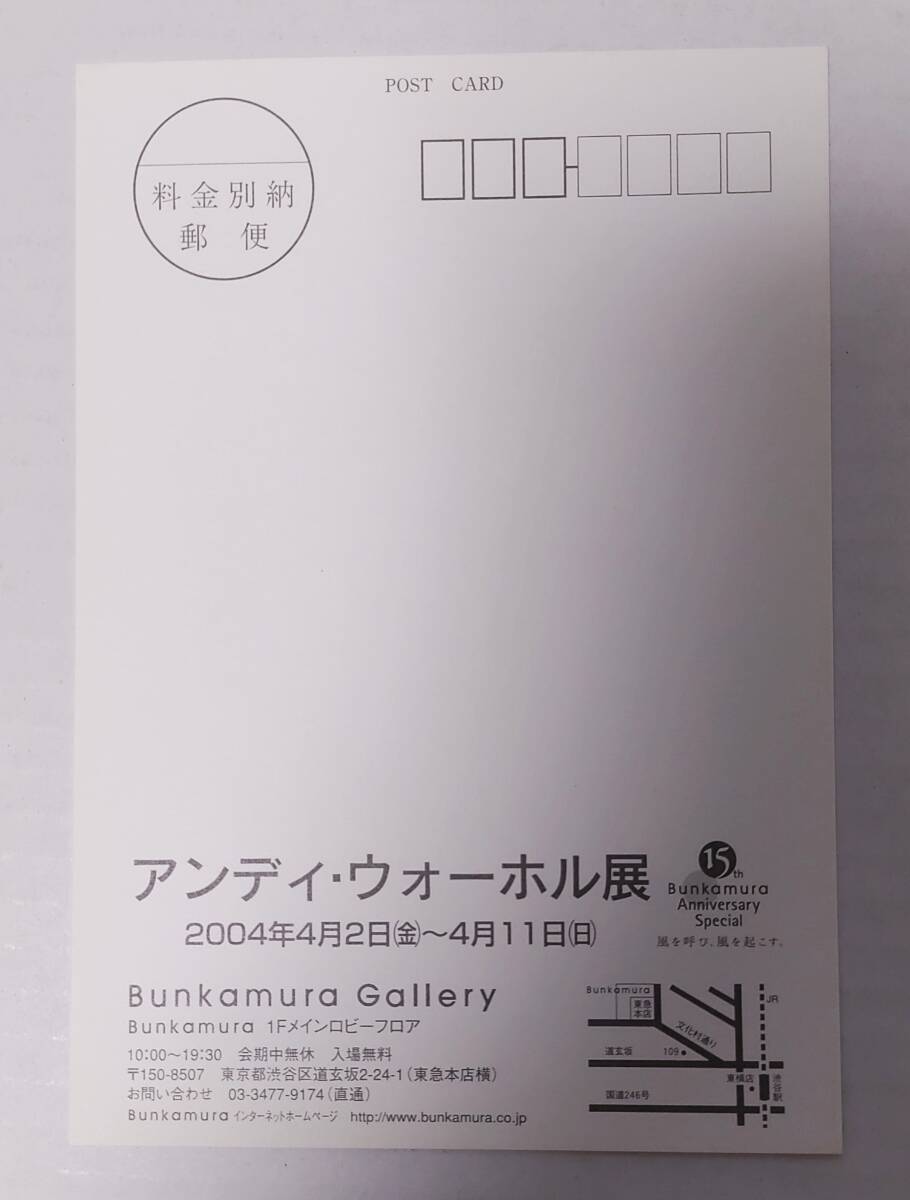 POST CARD
料金別納
郵便
アンディ・ウォーホル展
2004年4月2日㈮〜4月11日㈰
15th
Bunkamura
Anniversary
Special
風を呼び、風を起こす。
Bunkamura Gallery
Bunkamura 1Fメインロビーフロア
10:00〜19:30 会期中無休 入場無料
〒150-8507 東京都渋谷区道玄坂2-24-1(東急本店横)
お問い合わせ 03-3477-9174(直通)
Bunkamura インターネットホームページ http://www.bunkamura.co.jp
Bunkamura
東急
本店
JR
文化村通り
道玄坂
109
東横店
渋谷駅
国道246号